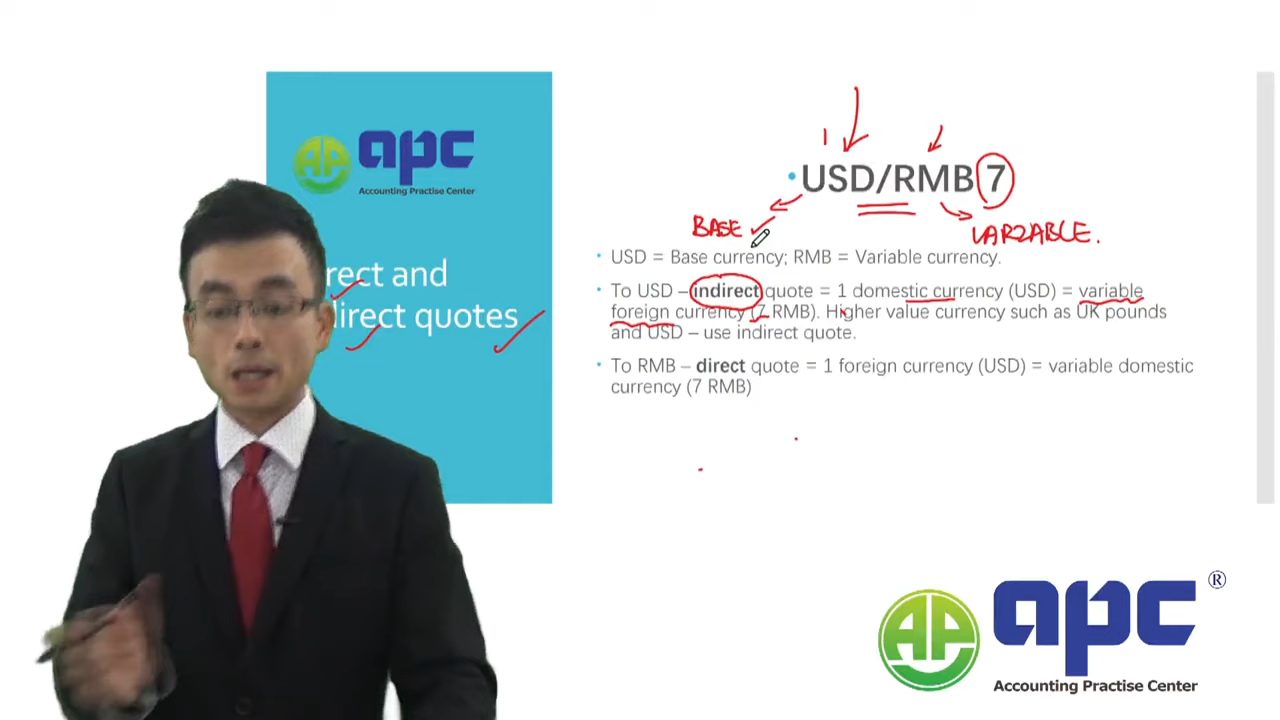 apc
Accounting Practise Center
rect and
direct quotes
1
USD/RMB 7
BASE
VARIABLE.
USD = Base currency; RMB = Variable currency.
To USD – indirect quote = 1 domestic currency (USD) = variable
foreign currency (7 RMB). Higher value currency such as UK pounds
and USD – use indirect quote.
To RMB – direct quote = 1 foreign currency (USD) = variable domestic
currency (7 RMB)
AP
apc ®
Accounting Practise Center